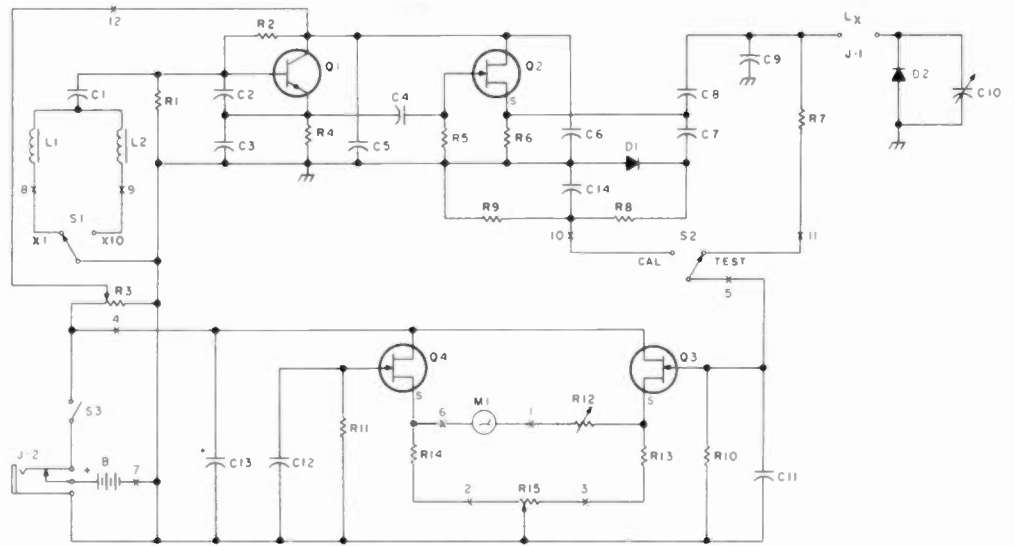 12
R2
Q1
Q2
LX
J-1
D2
C10
C9
C8
C1
R1
C2
C4
C3
R4
C5
R5
S
R6
C6
C7
R7
L1
L2
D1
C14
8
9
R9
R8
S1
X1
X10
10
S2
11
CAL
TEST
5
R3
4
Q4
Q3
S
S
6
M1
1
R12
S3
R11
R14
R13
R10
J-2
+
B
7
*
C13
C12
2
R15
3
C11